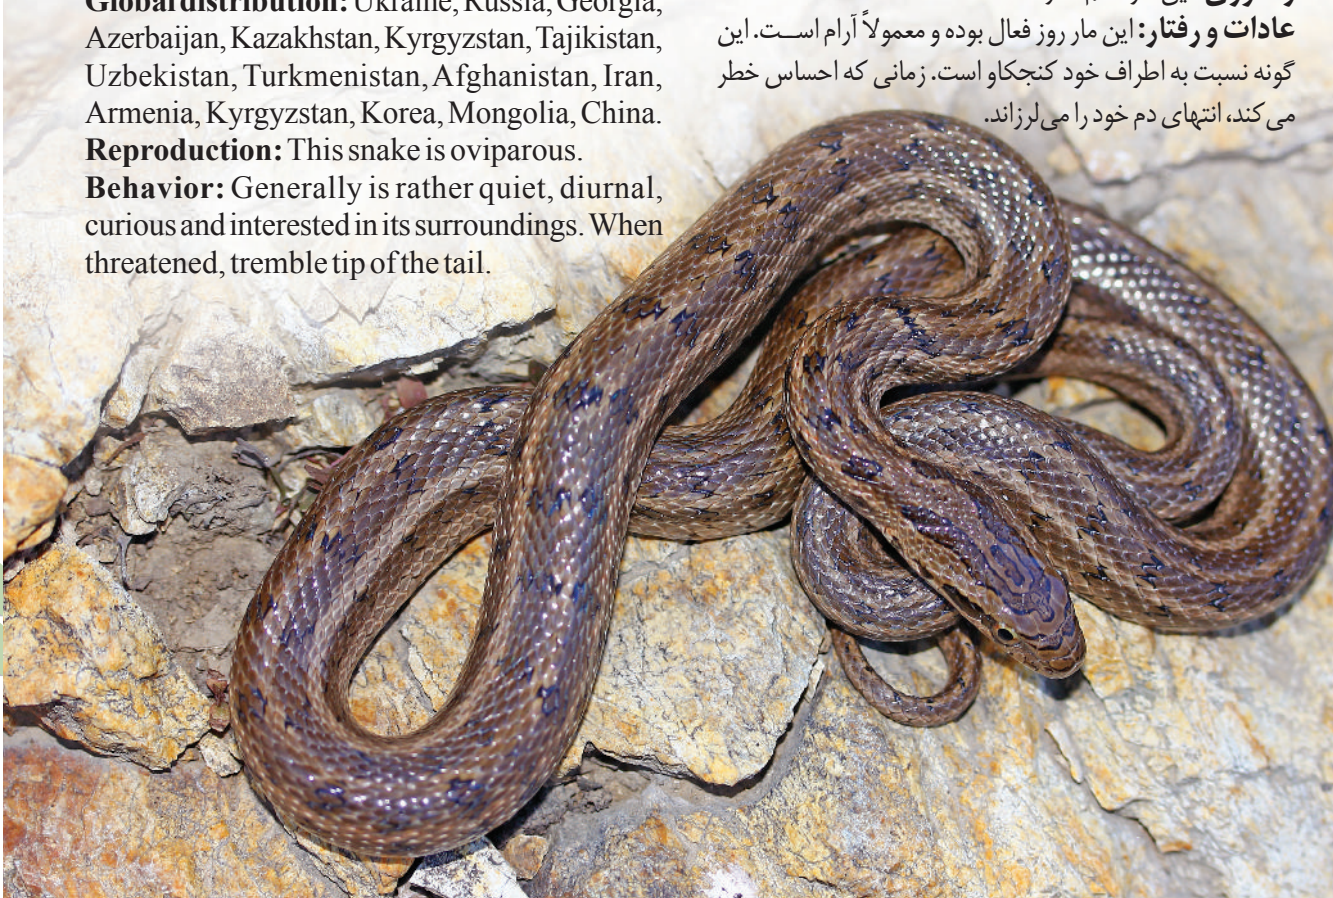 Global distribution: Ukraine, Russia, Georgia,
Azerbaijan, Kazakhstan, Kyrgyzstan, Tajikistan,
Uzbekistan, Turkmenistan, Afghanistan, Iran,
Armenia, Kyrgyzstan, Korea, Mongolia, China.
Reproduction: This snake is oviparous.
Behavior: Generally is rather quiet, diurnal,
curious and interested in its surroundings. When
threatened, tremble tip of the tail.
عادات و رفتار: این مار روز فعال بوده و معمولاً آرام است. این
گونه نسبت به اطراف خود کنجکاو است. زمانی که احساس خطر
می‌کند، انتهای دم خود را می‌لرزاند.